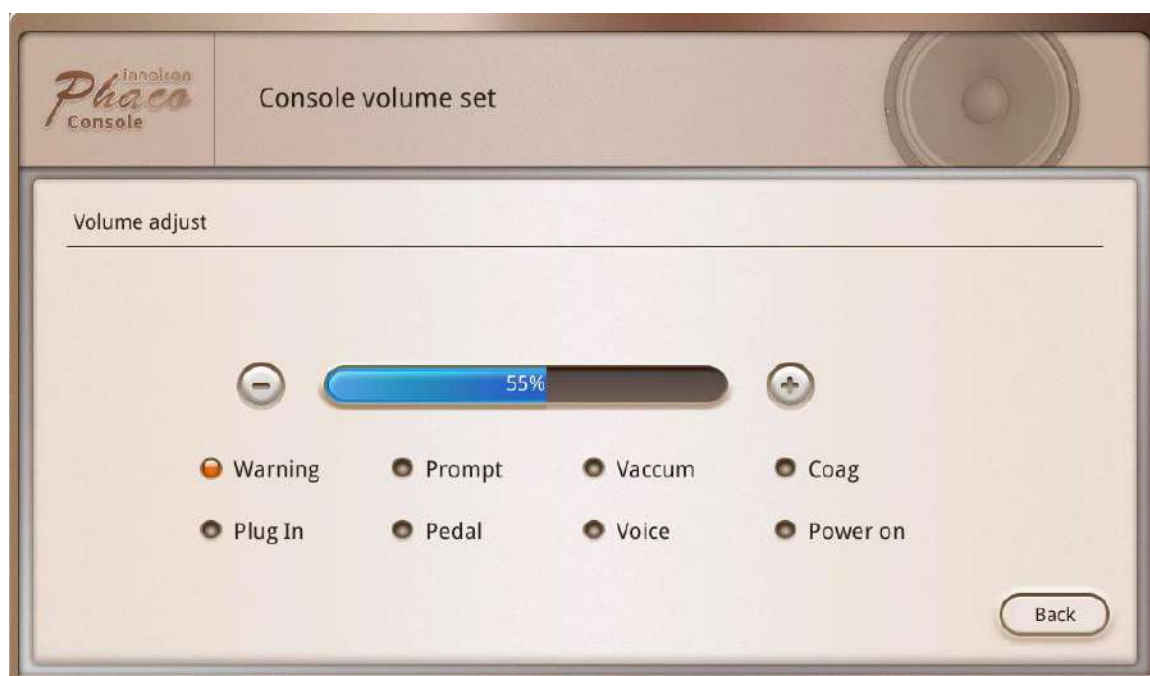 innolcon
Phaco
Console
Console volume set
Volume adjust
55%
Warning Prompt Vaccum Coag
Plug In Pedal Voice Power on
Back